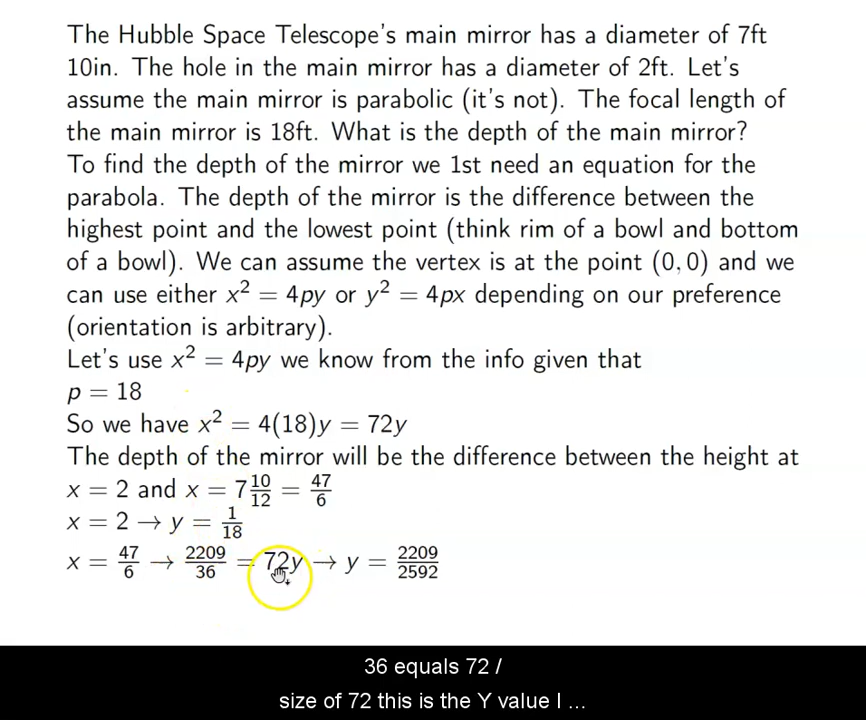 The Hubble Space Telescope's main mirror has a diameter of 7ft
10in. The hole in the main mirror has a diameter of 2ft. Let's
assume the main mirror is parabolic (it's not). The focal length of
the main mirror is 18ft. What is the depth of the main mirror?
To find the depth of the mirror we 1st need an equation for the
parabola. The depth of the mirror is the difference between the
highest point and the lowest point (think rim of a bowl and bottom
of a bowl). We can assume the vertex is at the point (0, 0) and we
can use either x² = 4py or y² = 4px depending on our preference
(orientation is arbitrary).
Let's use x² = 4py we know from the info given that
p = 18
So we have x² = 4(18)y = 72y
The depth of the mirror will be the difference between the height at
x = 2 and x = 7 10/12 = 47/6
x = 2 → y = 1/18
x = 47/6 → 2209/36 = 72y → y = 2209/2592
36 equals 72 /
size of 72 this is the Y value I ...